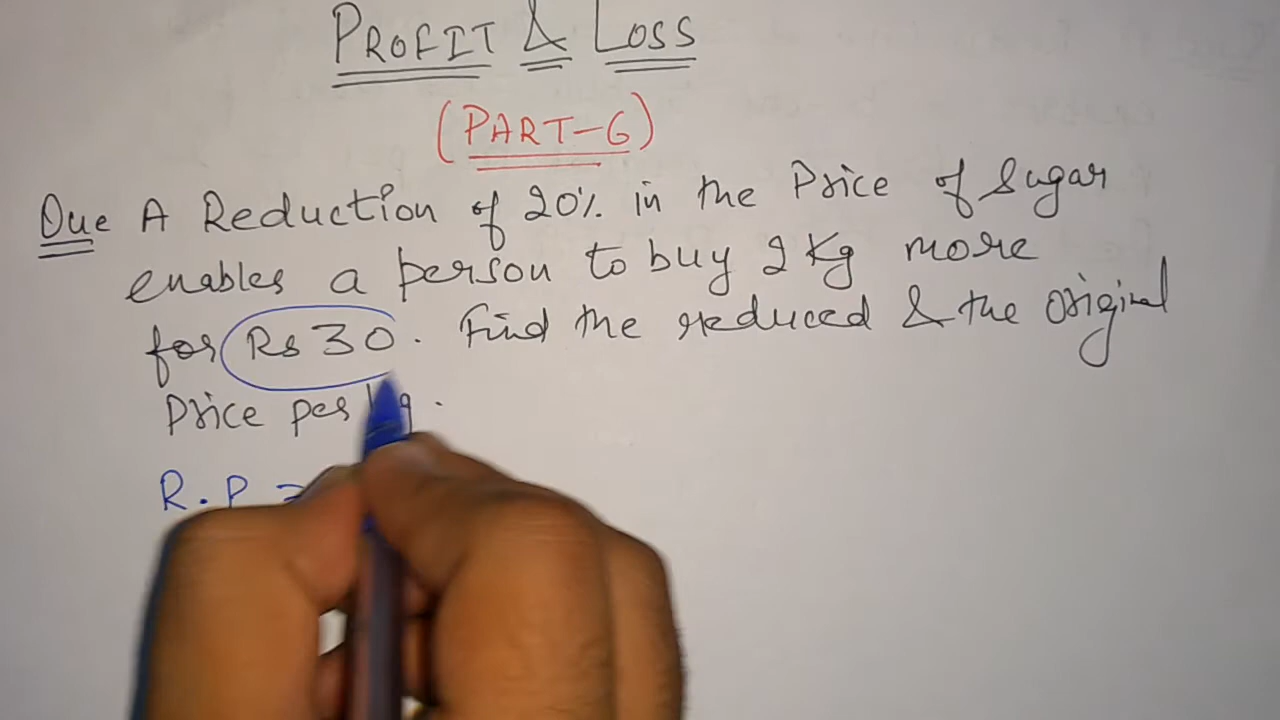 PROFIT & LOSS
(PART-6)
Que A Reduction of 20% in the Price of Sugar
enables a person to buy 2 Kg more
for Rs 30. Find the reduced & the original
Price per kg.
R.P =